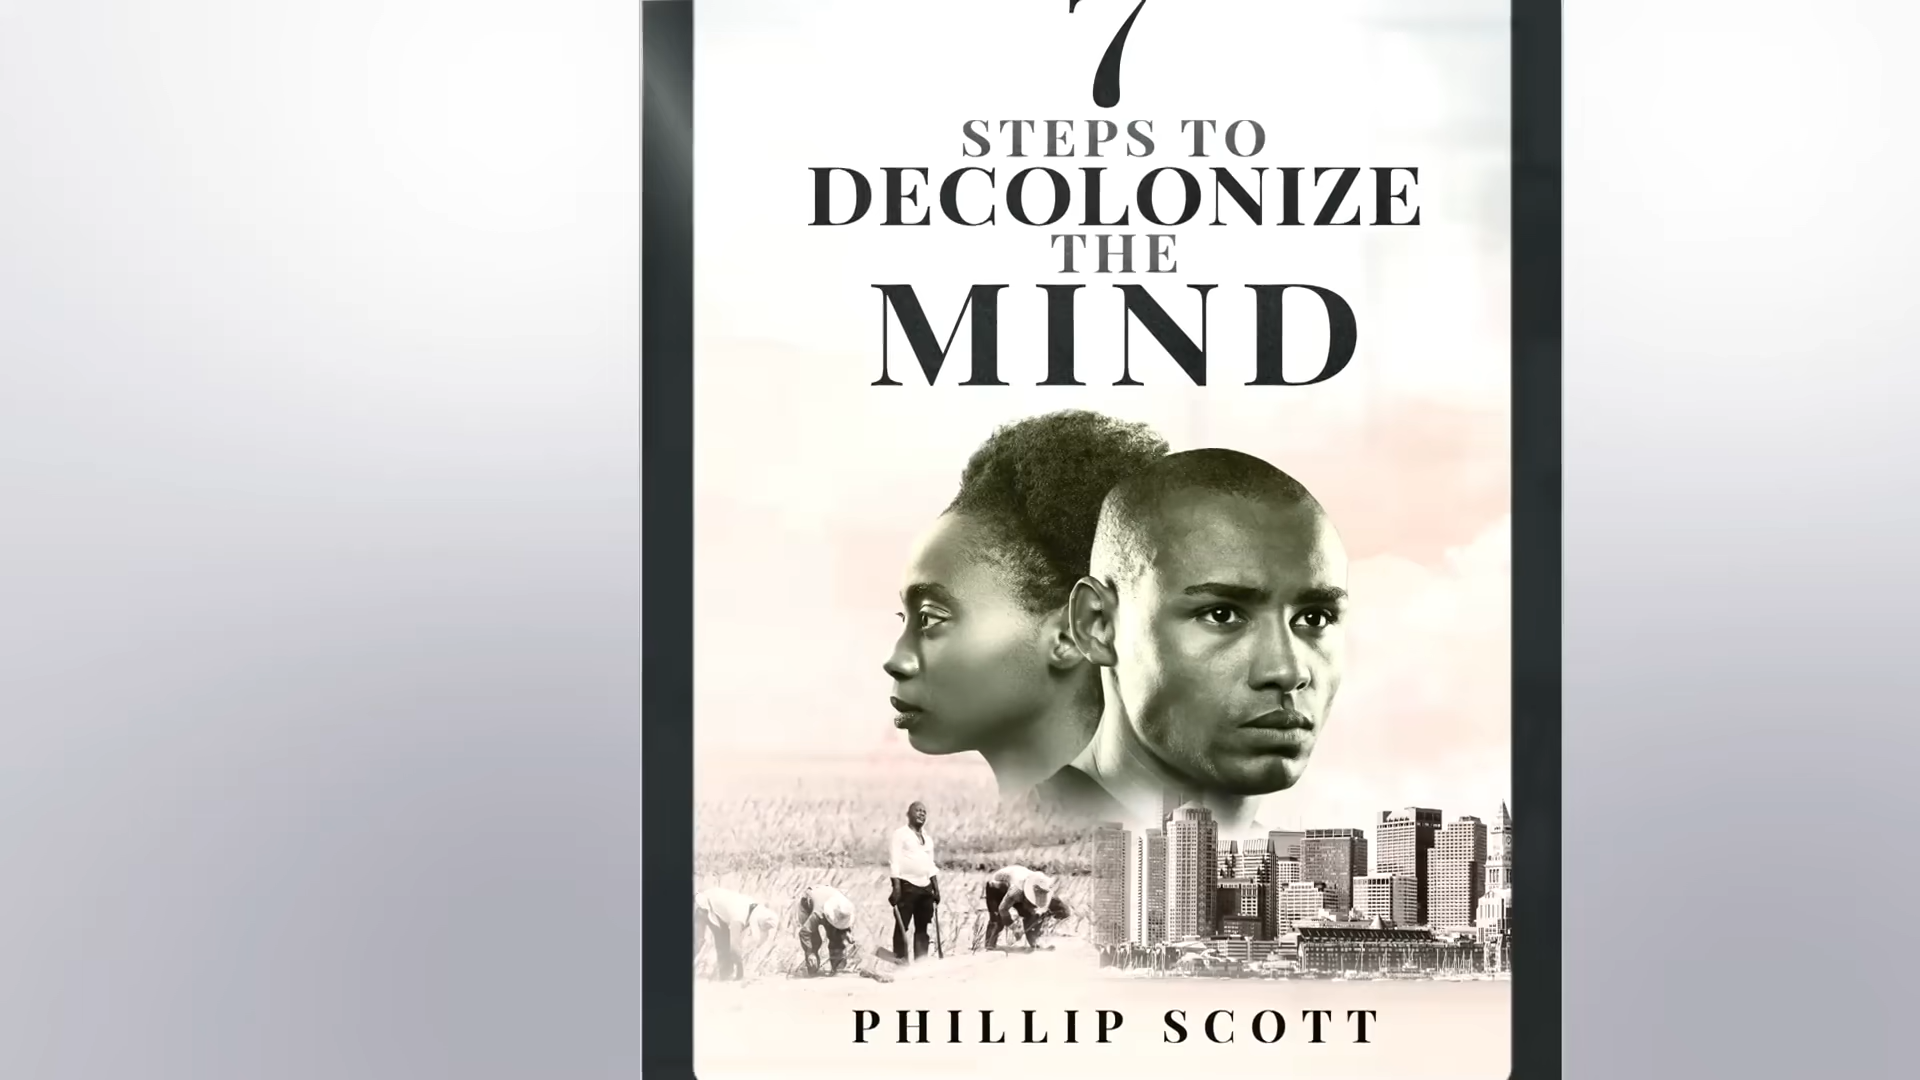 7
STEPS TO
DECOLONIZE
THE
MIND
PHILLIP SCOTT